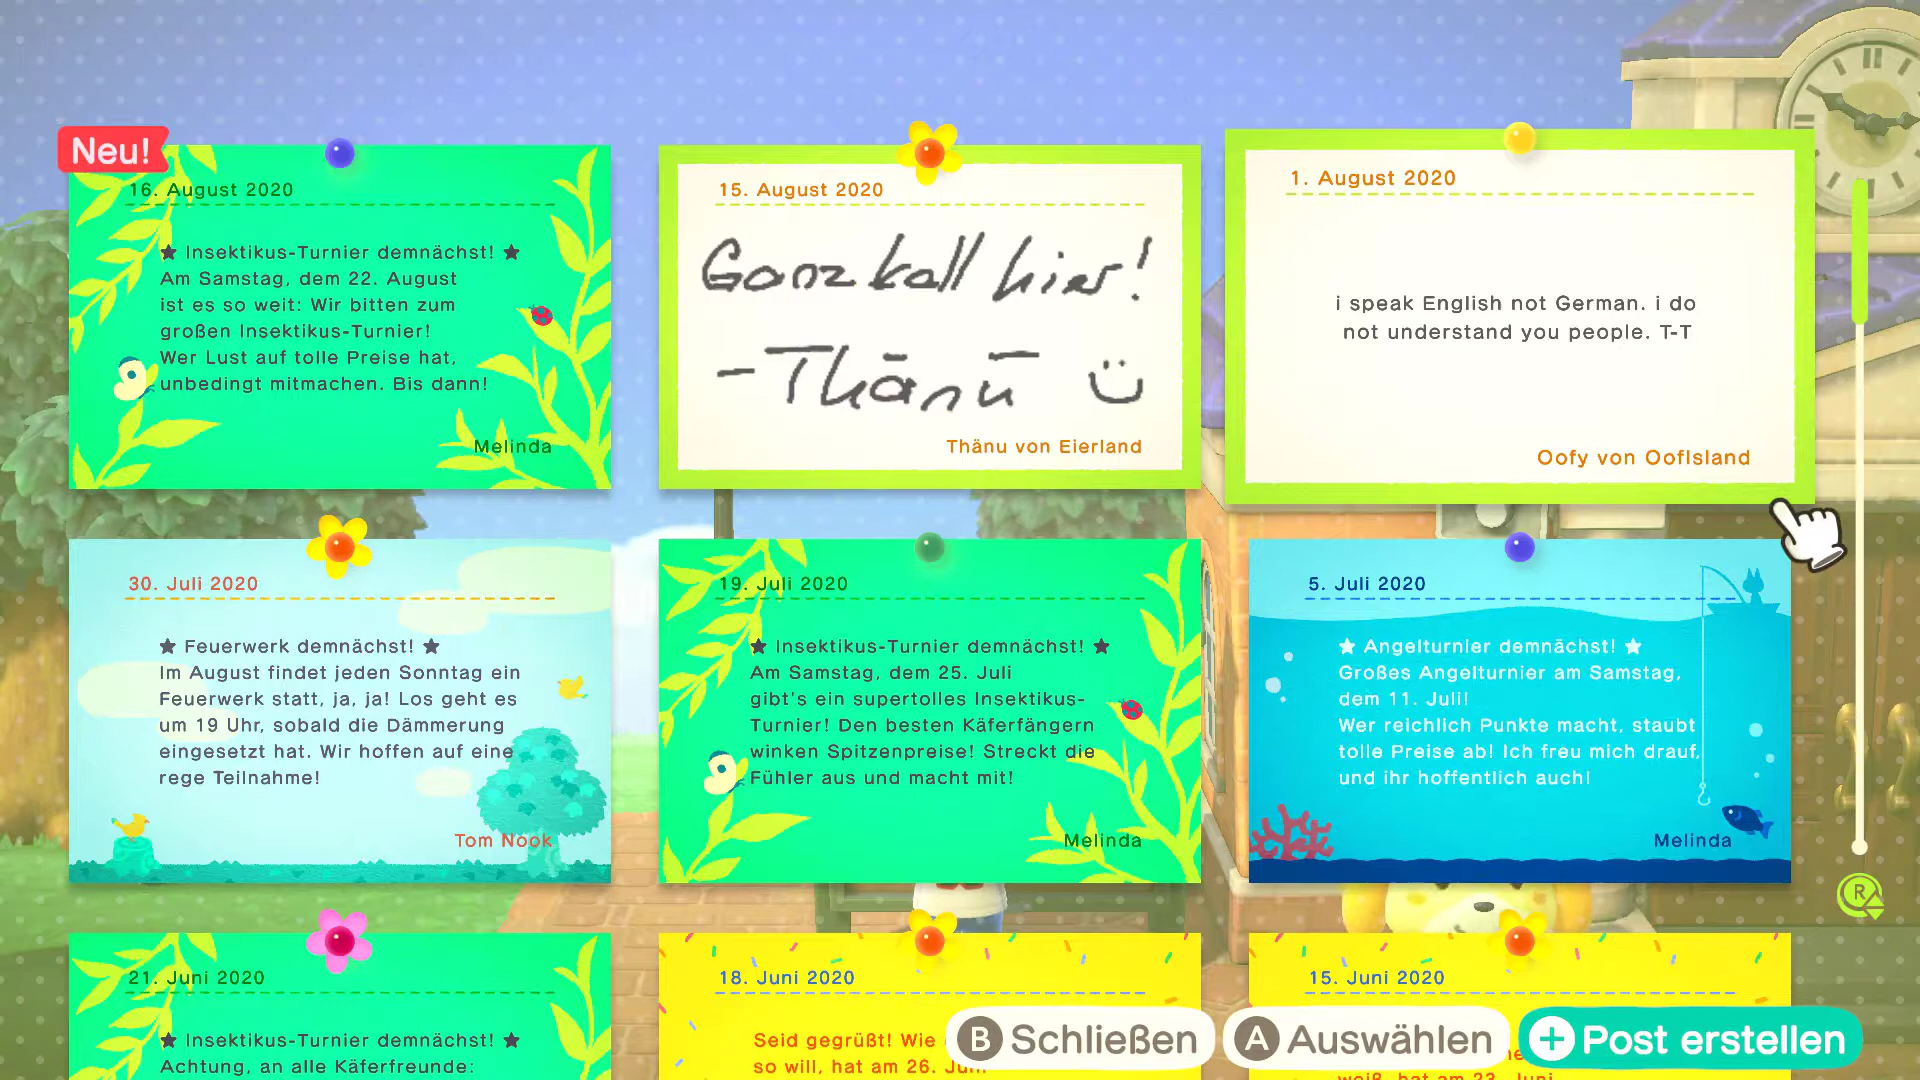 Neu!
16. August 2020
★ Insektikus-Turnier demnächst! ★
Am Samstag, dem 22. August
ist es so weit: Wir bitten zum
großen Insektikus-Turnier!
Wer Lust auf tolle Preise hat,
unbedingt mitmachen. Bis dann!
Melinda
15. August 2020
Ganz kall hier!
-Thānū
Thänu von Eierland
1. August 2020
i speak English not German. i do
not understand you people. T-T
Oofy von OofIsland
30. Juli 2020
★ Feuerwerk demnächst! ★
Im August findet jeden Sonntag ein
Feuerwerk statt, ja, ja! Los geht es
um 19 Uhr, sobald die Dämmerung
eingesetzt hat. Wir hoffen auf eine
rege Teilnahme!
Tom Nook
19. Juli 2020
★ Insektikus-Turnier demnächst! ★
Am Samstag, dem 25. Juli
gibt's ein supertolles Insektikus-
Turnier! Den besten Käferfängern
winken Spitzenpreise! Streckt die
Fühler aus und macht mit!
Melinda
5. Juli 2020
★ Angelturnier demnächst! ★
Großes Angelturnier am Samstag,
dem 11. Juli!
Wer reichlich Punkte macht, staubt
tolle Preise ab! Ich freu mich drauf,
und ihr hoffentlich auch!
Melinda
R
21. Juni 2020
★ Insektikus-Turnier demnächst! ★
Achtung, an alle Käferfreunde:
18. Juni 2020
Seid gegrüßt! Wie
so will, hat am 26. Juni
15. Juni 2020
weiß, hat am 23. Juni
B Schließen
A Auswählen
+ Post erstellen